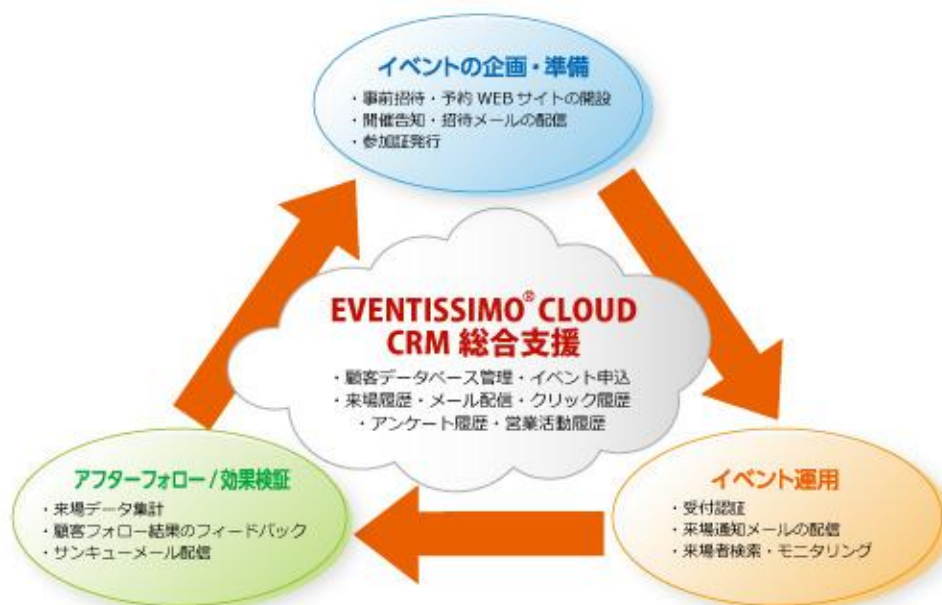 イベントの企画・準備
・事前招待・予約 WEB サイトの開設
・開催告知・招待メールの配信
・参加証発行
EVENTISSIMO® CLOUD
CRM 総合支援
・顧客データベース管理・イベント申込
・来場履歴・メール配信・クリック履歴
・アンケート履歴・営業活動履歴
アフターフォロー / 効果検証
・来場データ集計
・顧客フォロー結果のフィードバック
・サンキューメール配信
イベント運用
・受付認証
・来場通知メールの配信
・来場者検索・モニタリング